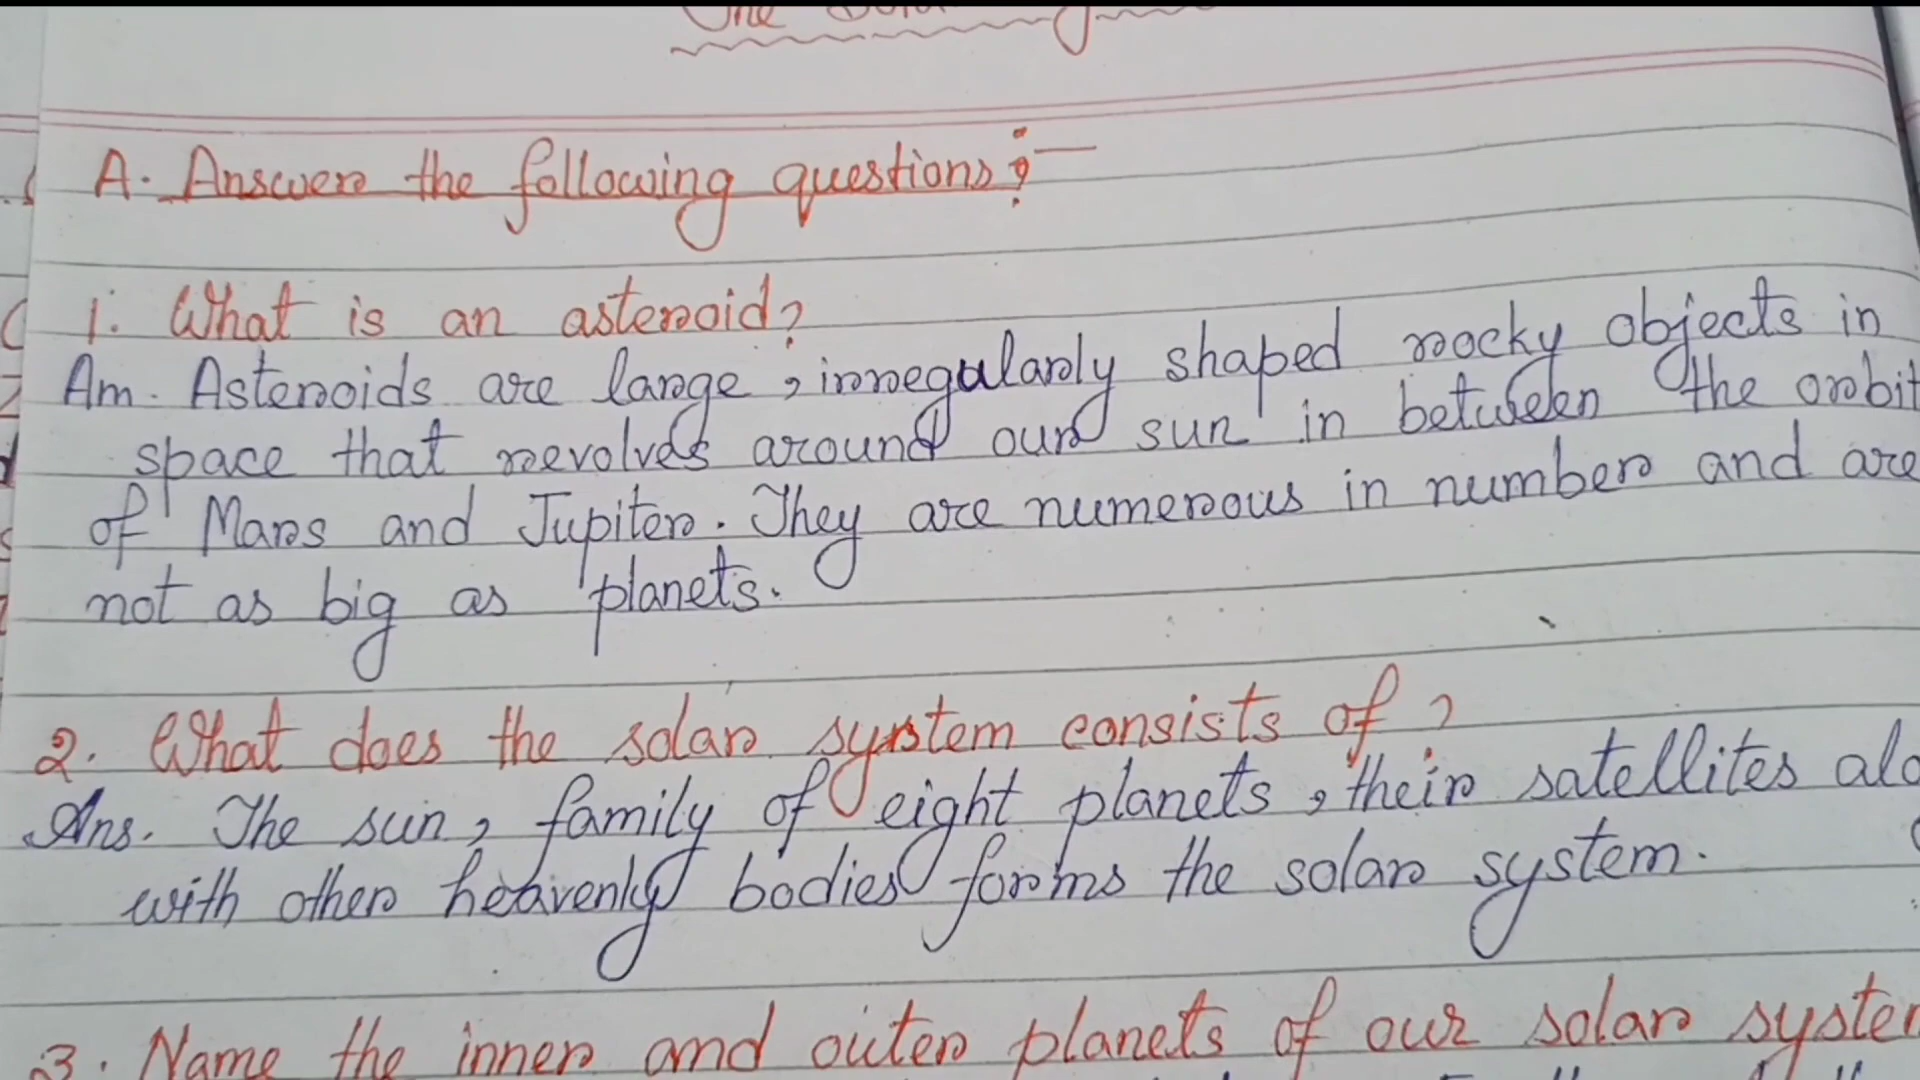 The Solar Sys
A. Answer the following questions:-
1. What is an asteroid?
Ans. Asteroids are large, irregularly shaped rocky objects in
space that revolves around our sun in between the orbit
of Mars and Jupiter. They are numerous in number and are
not as big as planets.
2. What does the solar system consists of?
Ans. The sun, family of eight planets, their satellites alo
with other heavenly bodies forms the solar system.
3. Name the inner and outer planets of our solar system